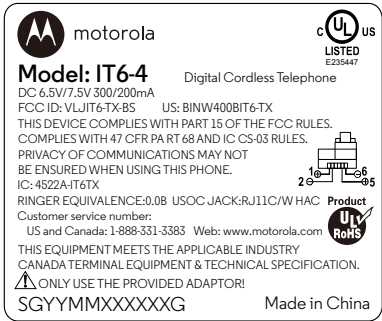 motorola
C UL US
LISTED
E235447
Model: IT6-4 Digital Cordless Telephone
DC 6.5V/7.5V 300/200mA
FCC ID: VLJIT6-TX-BS US: BINW400BIT6-TX
THIS DEVICE COMPLIES WITH PART 15 OF THE FCC RULES.
COMPLIES WITH 47 CFR PA RT 68 AND IC CS-03 RULES.
PRIVACY OF COMMUNICATIONS MAY NOT
BE ENSURED WHEN USING THIS PHONE.
IC: 4522A-IT6TX
1 6
2 5
RINGER EQUIVALENCE:0.0B USOC JACK:RJ11C/W HAC
Product
UL
RoHS
Customer service number:
US and Canada: 1-888-331-3383 Web: www.motorola.com
THIS EQUIPMENT MEETS THE APPLICABLE INDUSTRY
CANADA TERMINAL EQUIPMENT & TECHNICAL SPECIFICATION.
ONLY USE THE PROVIDED ADAPTOR!
SGYYMMXXXXXXG Made in China